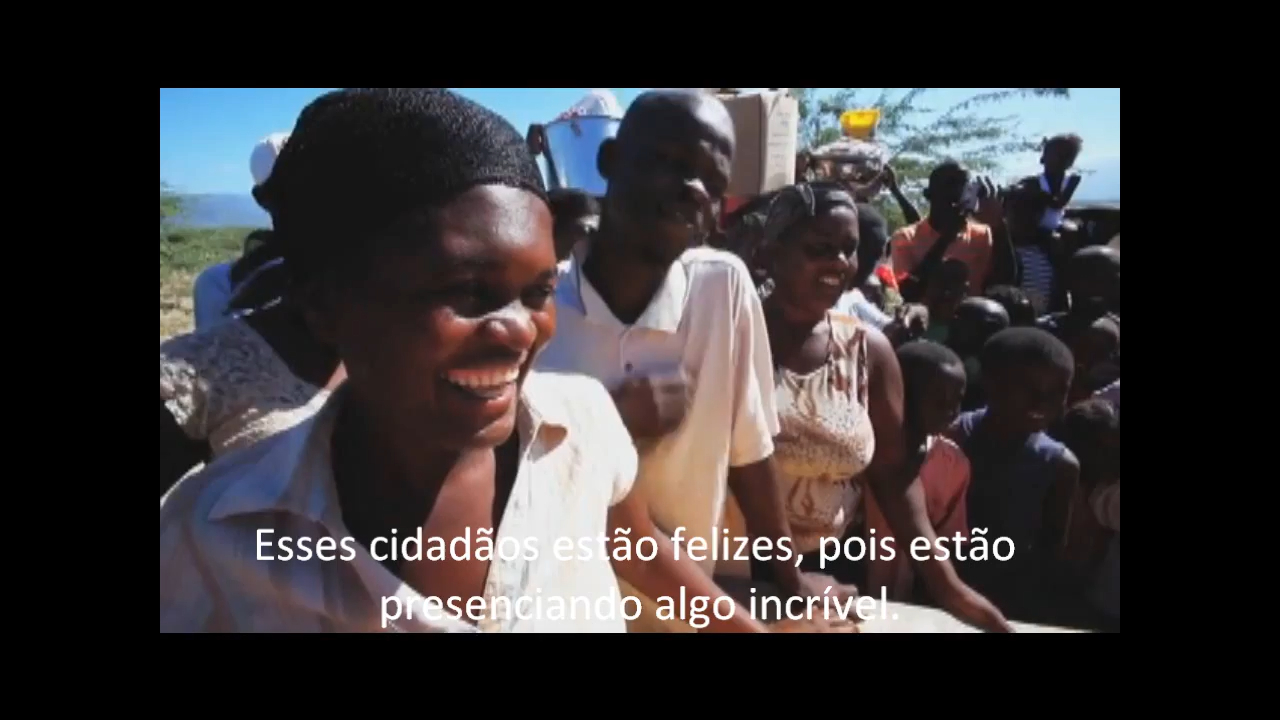 Esses cidadãos estão felizes, pois estão
presenciando algo incrível.